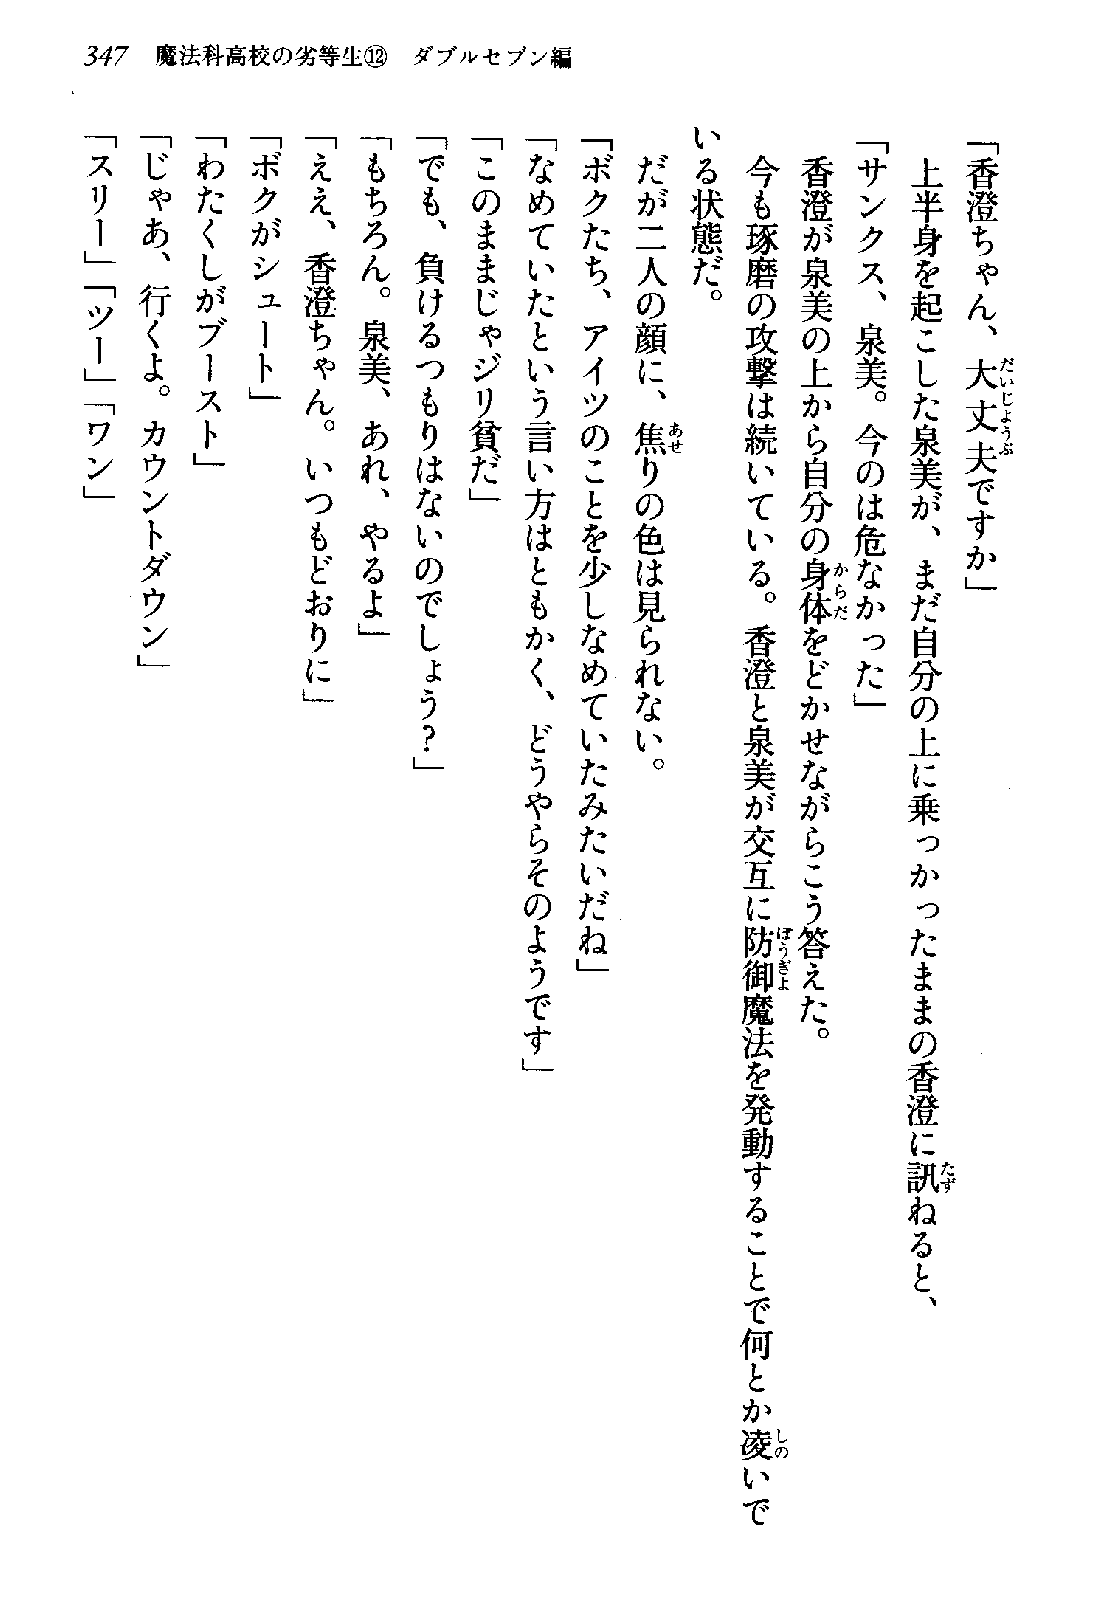 347 魔法科高校の劣等生⑫ ダブルセブン編
「香澄ちゃん、大丈夫ですか」
上半身を起こした泉美が、まだ自分の上に乗っかったままの香澄に訊ねると、
「サンクス、泉美。今のは危なかった」
香澄が泉美の上から自分の身体をどかせながらこう答えた。
今も琢磨の攻撃は続いている。香澄と泉美が交互に防御魔法を発動することで何とか凌いで
いる状態だ。
だが二人の顔に、焦りの色は見られない。
「ボクたち、アイツのことを少しなめていたみたいだね」
「なめていたという言い方はともかく、どうやらそのようです」
「このままじゃジリ貧だ」
「でも、負けるつもりはないのでしょう?」
「もちろん。泉美、あれ、やるよ」
「ええ、香澄ちゃん。いつもどおりに」
「ボクがシュート」
「わたくしがブースト」
「じゃあ、行くよ。カウントダウン」
「スリー」「ツー」「ワン」